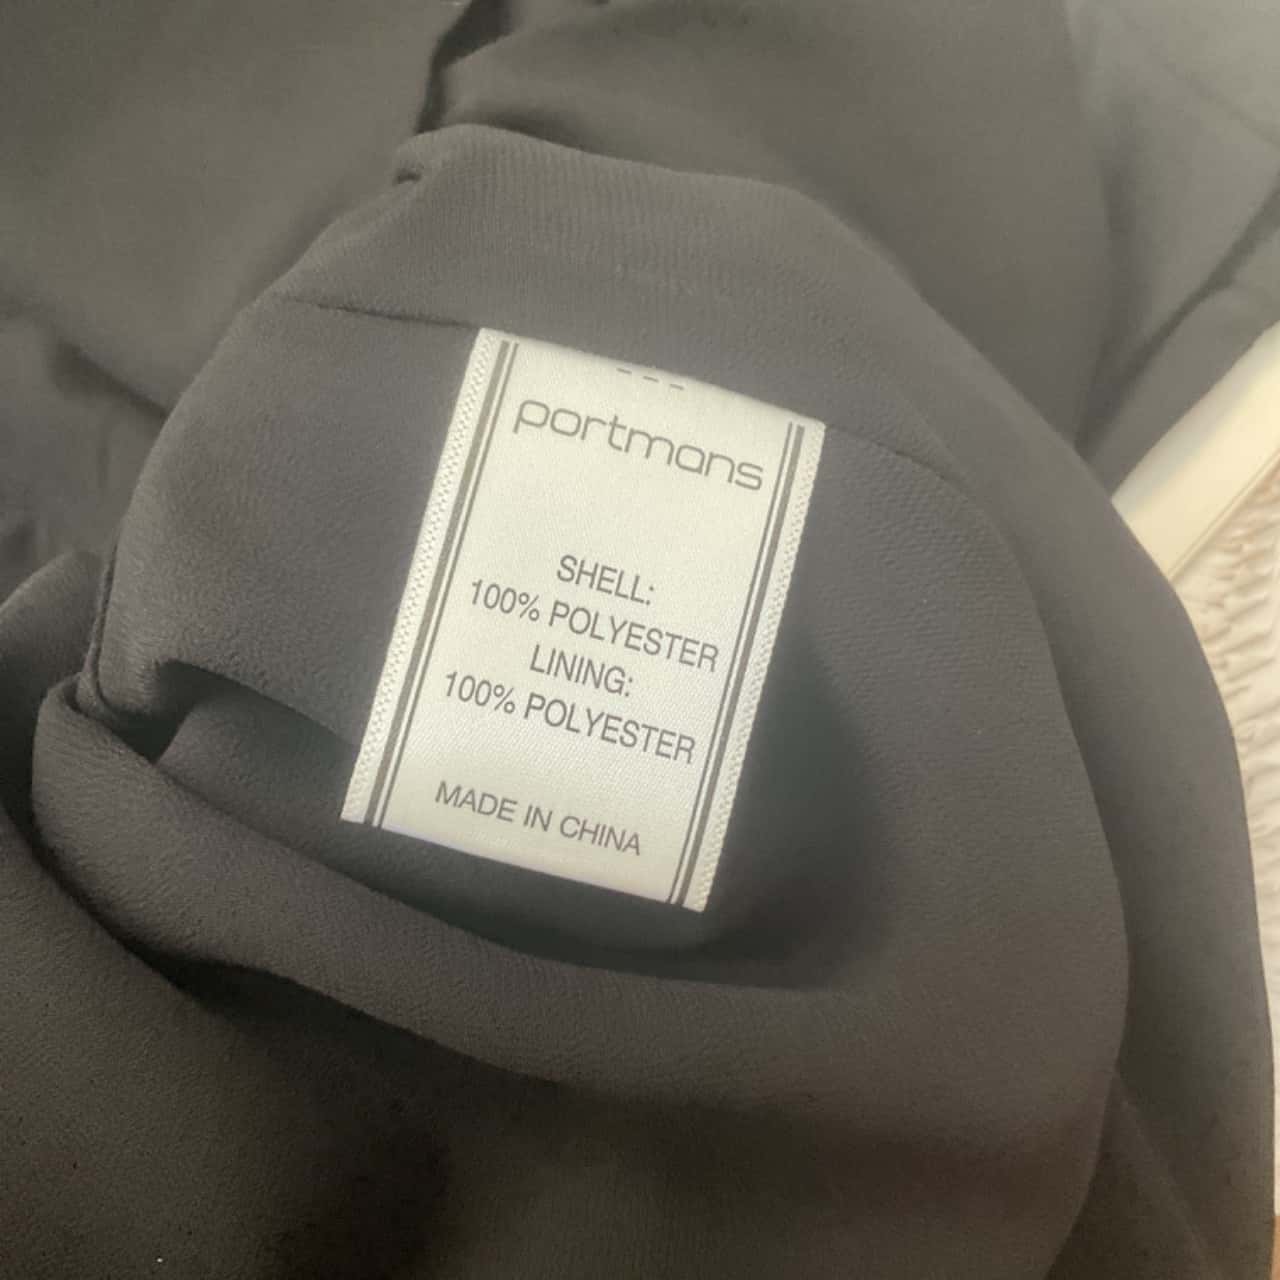 portmans
SHELL:
100% POLYESTER
LINING:
100% POLYESTER
MADE IN CHINA